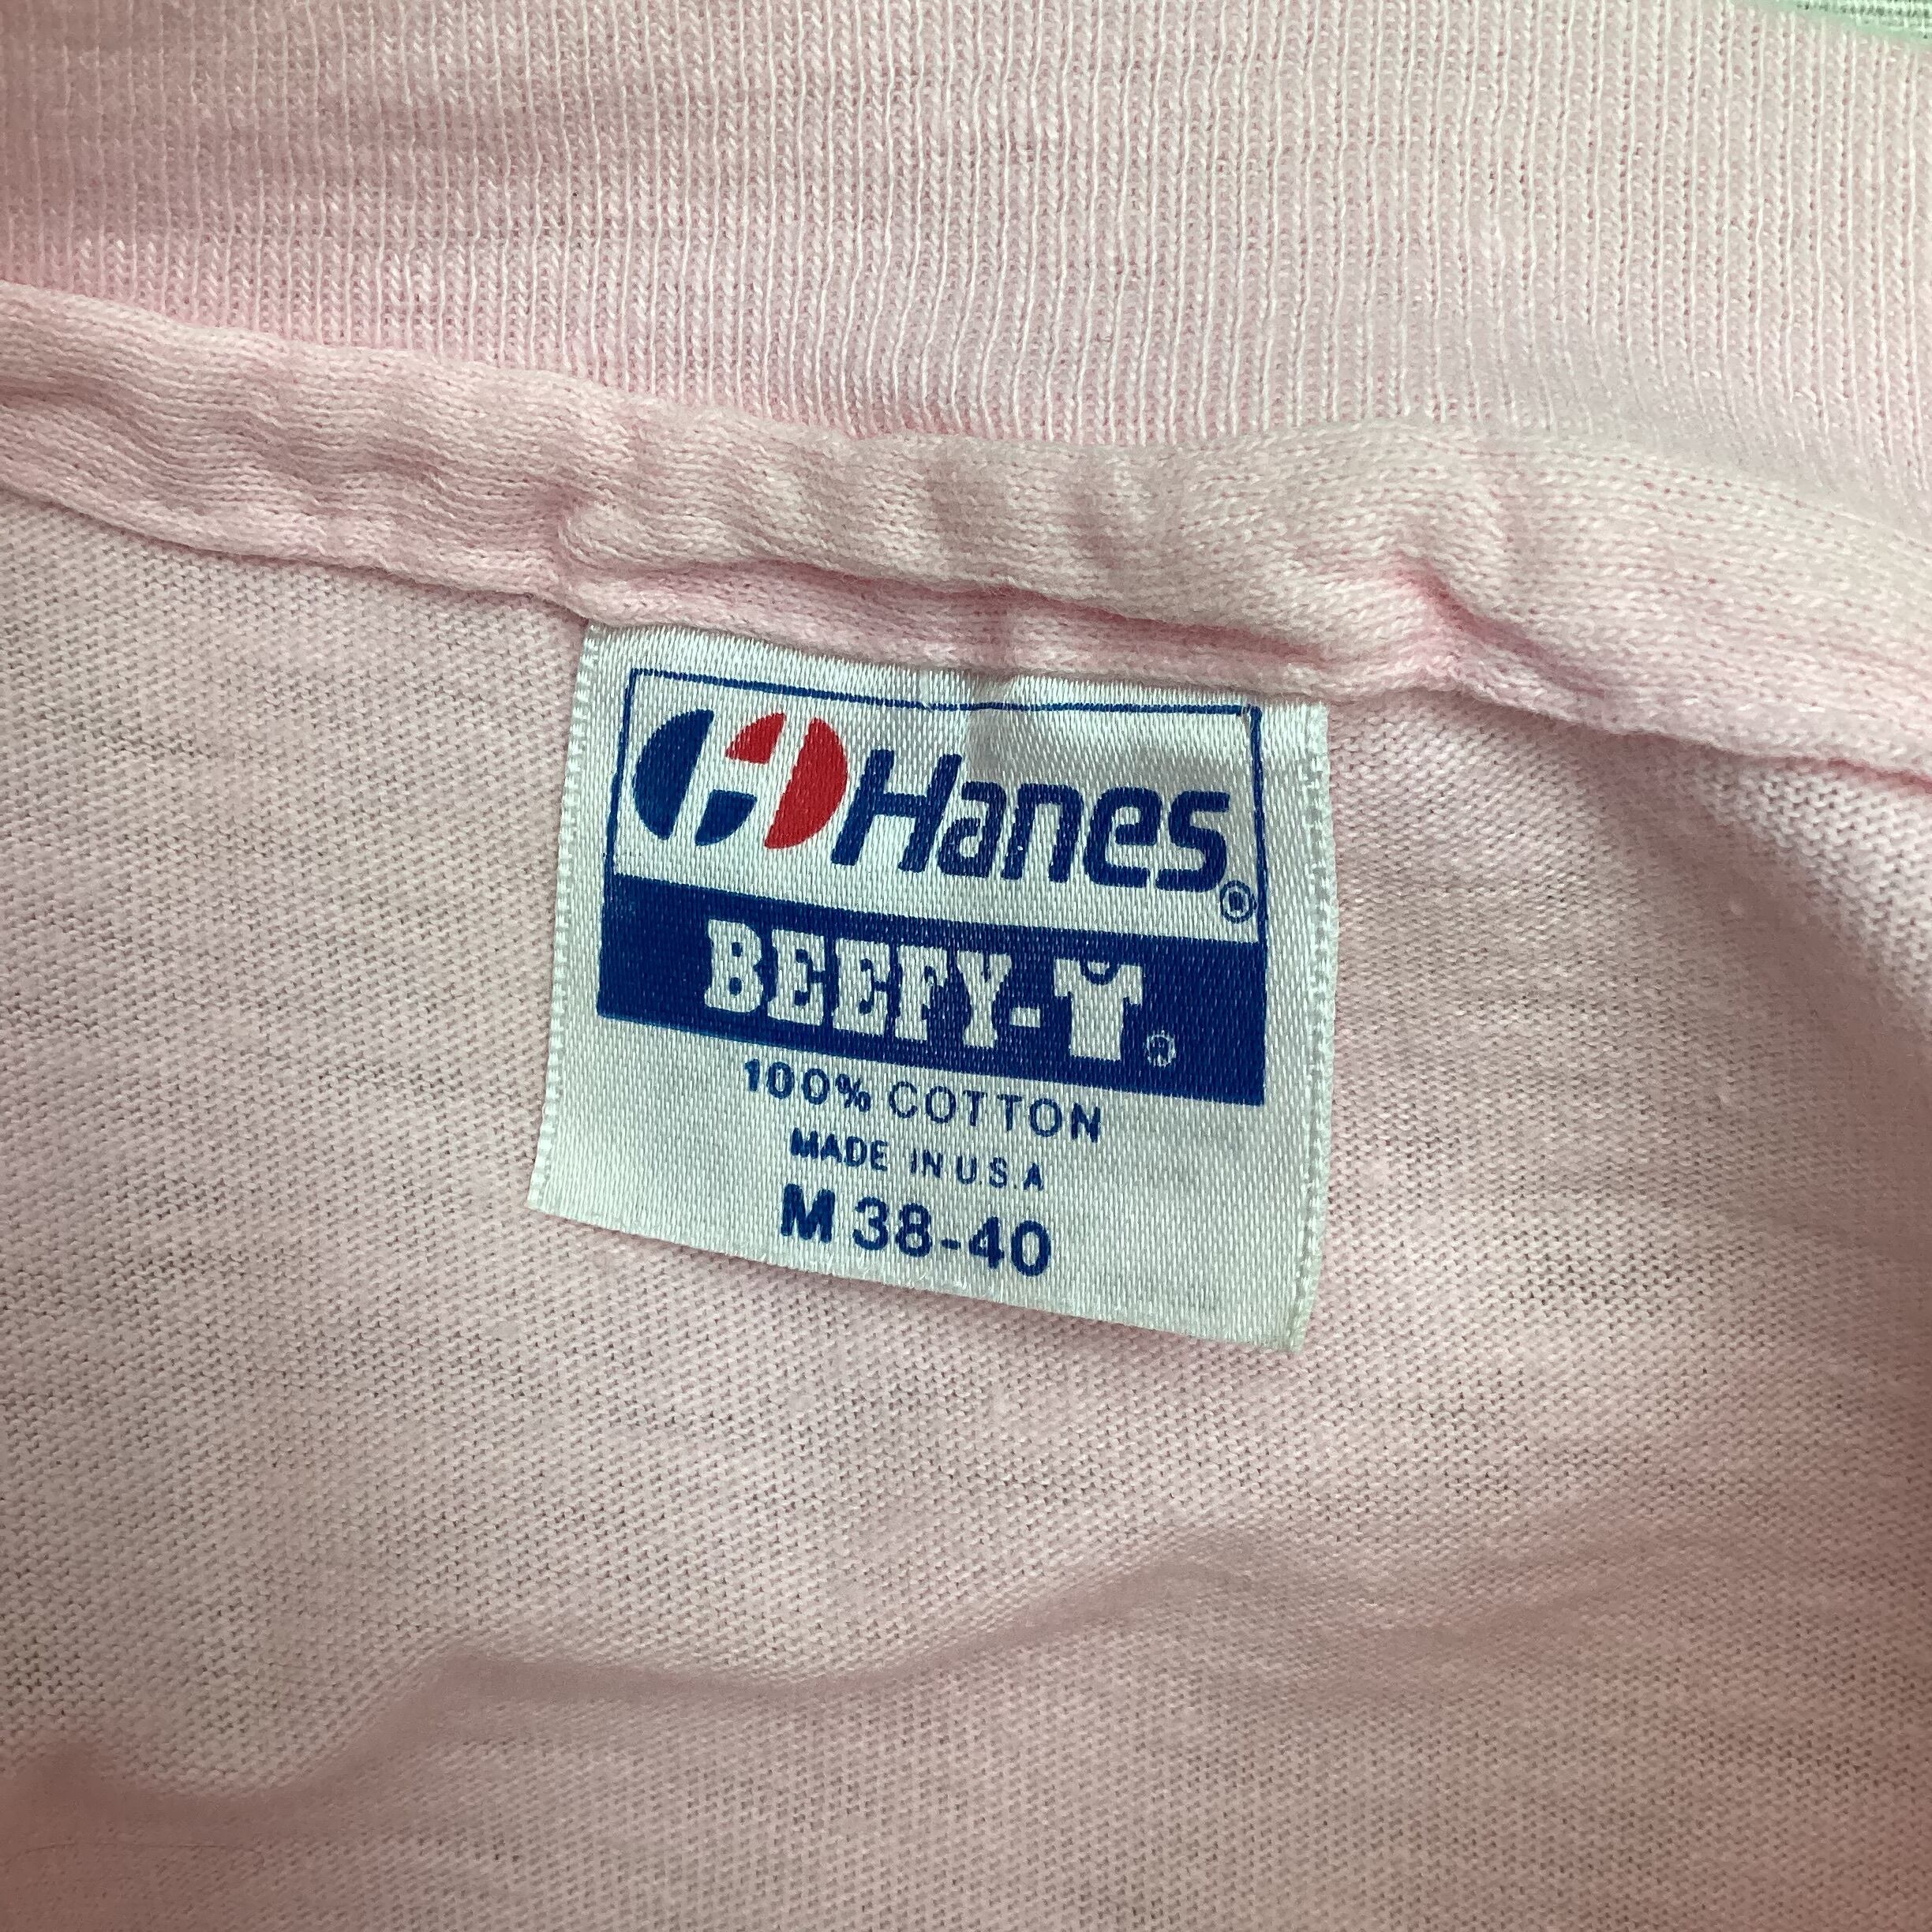 Hanes®
BEEFY-T®
100% COTTON
MADE IN U.S.A
M 38-40